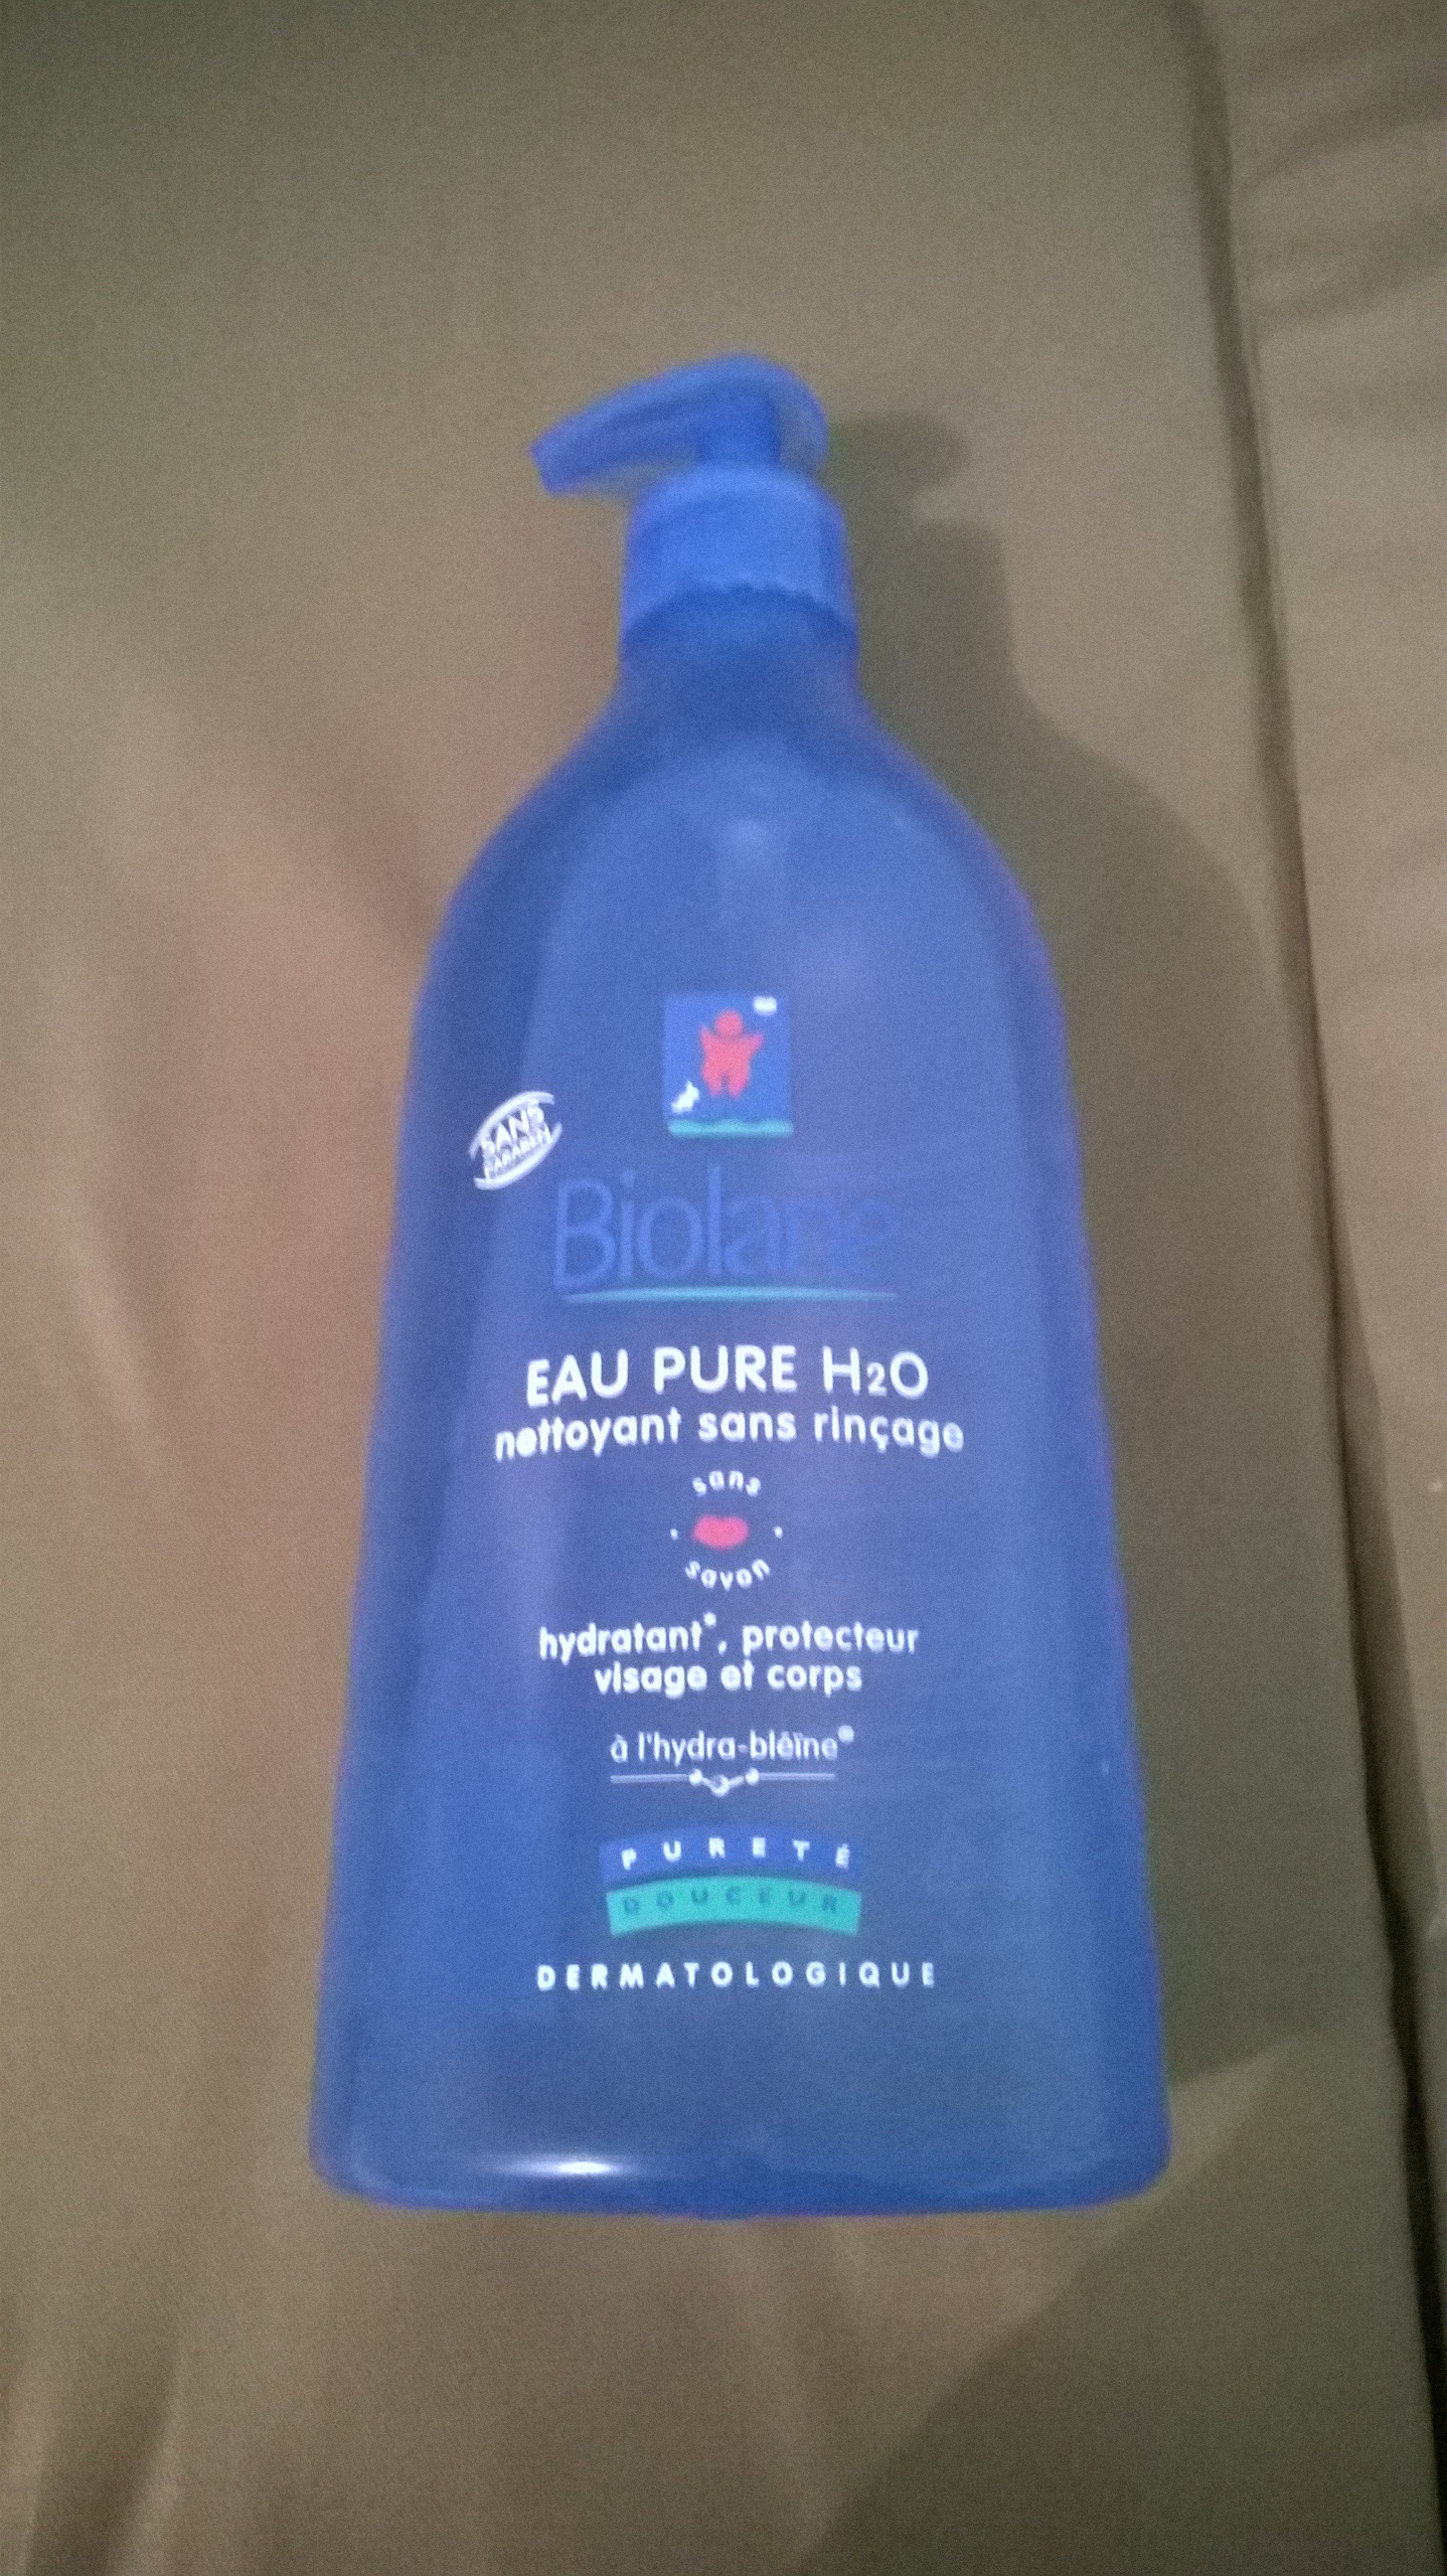 SANS
PARABEN
Biolane
EAU PURE H2O
nettoyant sans rinçage
sans
savon
hydratant*, protecteur
visage et corps
à l'hydra-bléïne®
PURETÉ
DOUCEUR
DERMATOLOGIQUE